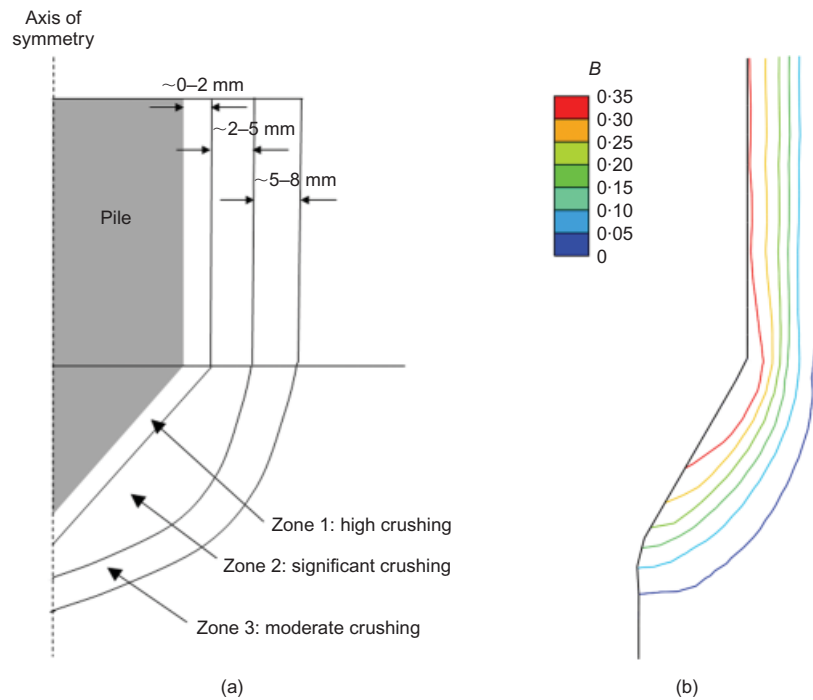 Axis of
symmetry
~0–2 mm
~2–5 mm
~5–8 mm
Pile
Zone 1: high crushing
Zone 2: significant crushing
Zone 3: moderate crushing
(a)
B
0·35
0·30
0·25
0·20
0·15
0·10
0·05
0
(b)